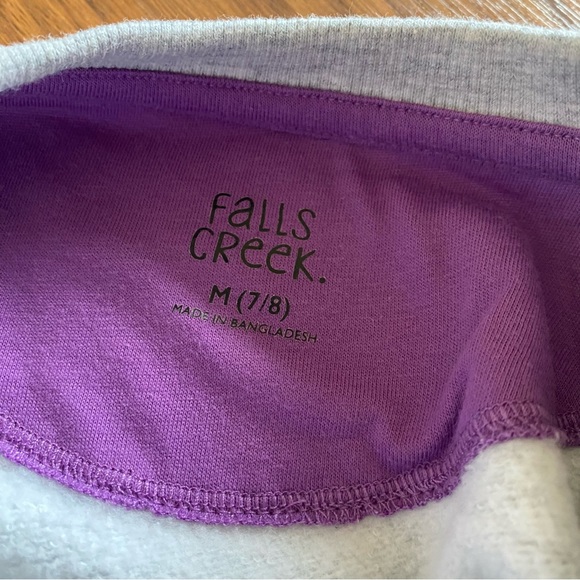 Falls
Creek.
M (7/8)
MADE IN BANGLADESH